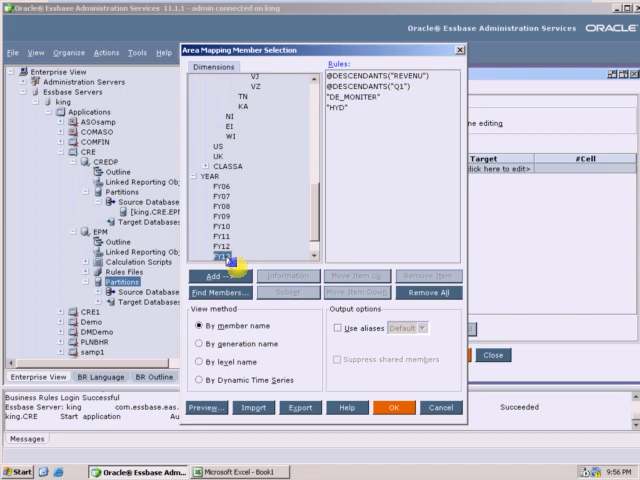 Oracle® Essbase Administration Services 11.1.1 - admin connected on king
Oracle® Essbase Administration Services ORACLE
File View Organize Actions Tools Help
Enterprise View
Administration Servers
Essbase Servers
king
Applications
ASOsamp
COMASO
COMFIN
CRE
CREDP
Outline
Linked Reporting Obj
Partitions
Source Database
[king.CRE.EPM
Target Databases
EPM
Outline
Linked Reporting Obj
Calculation Scripts
Rules Files
Partitions
Source Database
Target Databases
CRE1
Demo
DMDemo
PLNBHR
samp1
Enterprise View BR Language BR Outline
Area Mapping Member Selection
Dimensions
VJ
VZ
TN
KA
NI
EI
WI
US
UK
CLASSA
YEAR
FY06
FY07
FY08
FY09
FY10
FY11
FY12
Rules:
@DESCENDANTS("REVENU")
@DESCENDANTS("Q1")
"DE_MONITER"
"HYD"
Add --> Information Move Item Up Remove Item
Find Members... Subset Move Item Down Remove All
View method
By member name
By generation name
By level name
By Dynamic Time Series
Output options
Use aliases Default
Suppress shared members
Preview... Import Export Help OK Cancel
ne editing
Target #Cell
click here to edit>
Close
Business Rules Login Successful
Essbase Server: king com.essbase.eas.
king.CRE Start application Au
Succeeded
Messages
Start Oracle® Essbase Adm... Microsoft Excel - Book1 9:56 PM